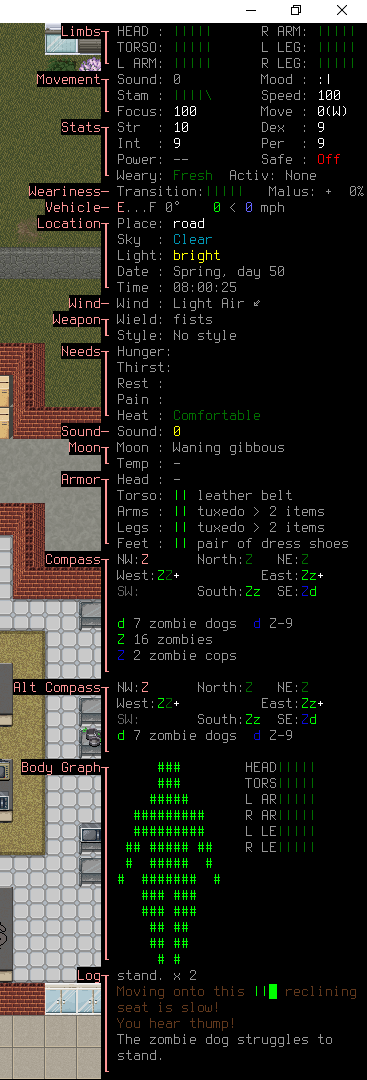 Limbs HEAD : ||||| R ARM: |||||
TORSO: ||||| L LEG: |||||
L ARM: ||||| R LEG: |||||
Movement Sound: 0 Mood : :|
Stam : ||||\ Speed: 100
Focus: 100 Move : 0(W)
Stats Str : 10 Dex : 9
Int : 9 Per : 9
Power: -- Safe : Off
Weary: Fresh Activ: None
Weariness Transition:||||| Malus: + 0%
Vehicle E...F 0° 0 < 0 mph
Location Place: road
Sky : Clear
Light: bright
Date : Spring, day 50
Time : 08:00:25
Wind Wind : Light Air ↙
Weapon Wield: fists
Style: No style
Needs Hunger:
Thirst:
Rest :
Pain :
Heat : Comfortable
Sound Sound: 0
Moon Moon : Waning gibbous
Temp : -
Armor Head : -
Torso: || leather belt
Arms : || tuxedo > 2 items
Legs : || tuxedo > 2 items
Feet : || pair of dress shoes
Compass NW:Z North:Z NE:Z
West:ZZ+ East:Zz+
SW: South:Zz SE:Zd
d 7 zombie dogs d Z-9
Z 16 zombies
Z 2 zombie cops
Alt Compass NW:Z North:Z NE:Z
West:ZZ+ East:Zz+
SW: South:Zz SE:Zd
d 7 zombie dogs d Z-9
Body Graph ### HEAD|||||
### TORS|||||
##### L AR|||||
######### R AR|||||
######### L LE|||||
## ##### ## R LE|||||
# ##### #
# ####### #
### ###
### ###
## ##
## ##
# #
Log stand. x 2
Moving onto this || reclining
seat is slow!
You hear thump!
The zombie dog struggles to
stand.